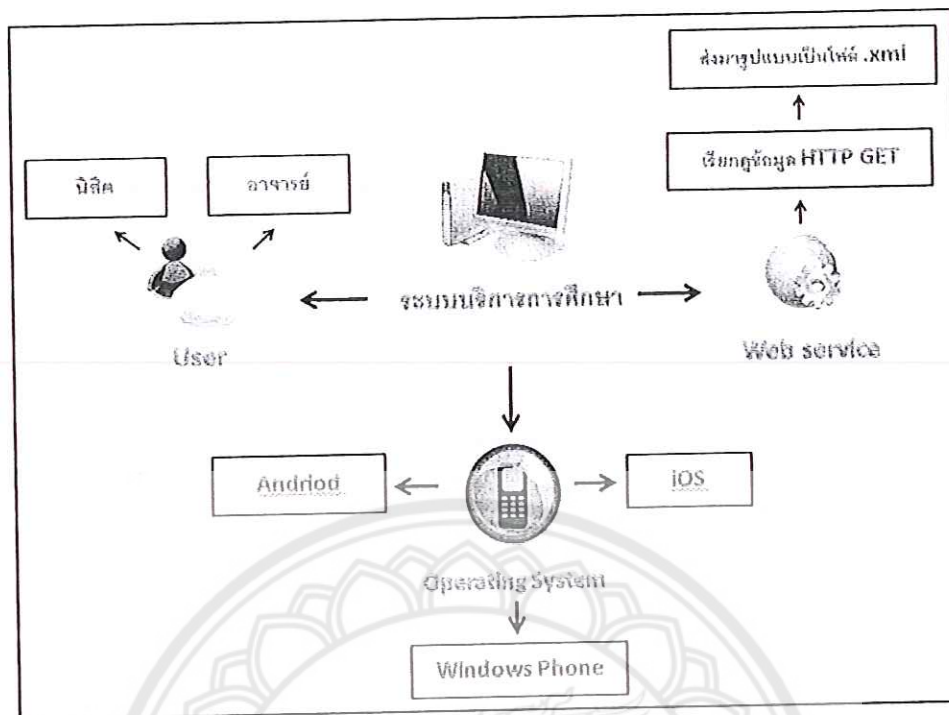 ส่งมารูปแบบเป็นไฟล์ .xml
เรียกดูข้อมูล HTTP GET
นิสิต
อาจารย์
ระบบบริการการศึกษา
User
Web service
Andriod
iOS
Operating System
Windows Phone